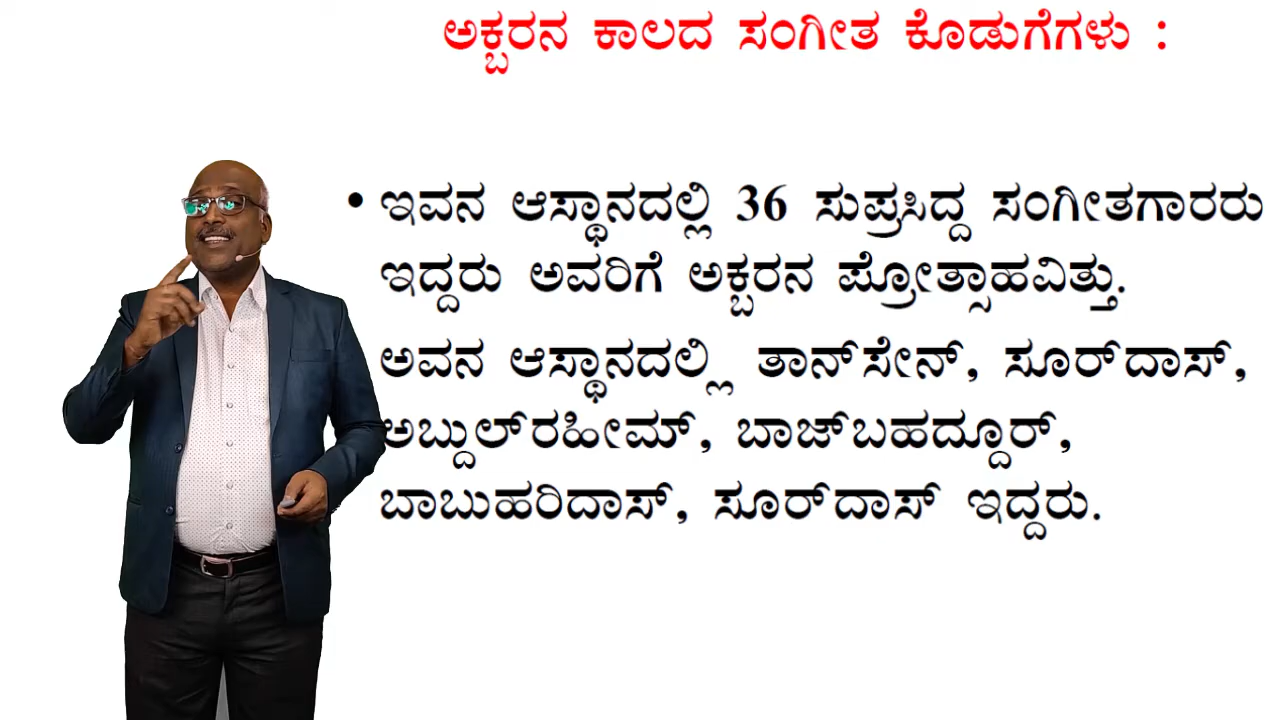 ಅಕ್ಬರನ ಕಾಲದ ಸಂಗೀತ ಕೊಡುಗೆಗಳು :
• ಇವನ ಆಸ್ಥಾನದಲ್ಲಿ 36 ಸುಪ್ರಸಿದ್ದ ಸಂಗೀತಗಾರರು
ಇದ್ದರು ಅವರಿಗೆ ಅಕ್ಬರನ ಪ್ರೋತ್ಸಾಹವಿತ್ತು.
ಅವನ ಆಸ್ಥಾನದಲ್ಲಿ ತಾನ್‌ಸೇನ್, ಸೂರ್‌ದಾಸ್,
ಅಬ್ದುಲ್‌ರಹೀಮ್, ಬಾಜ್‌ಬಹದ್ದೂರ್,
ಬಾಬುಹರಿದಾಸ್, ಸೂರ್‌ದಾಸ್ ಇದ್ದರು.